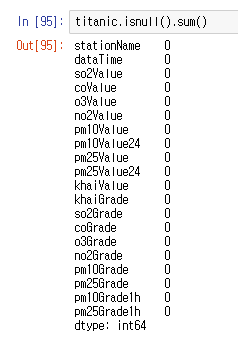 In [95]: titanic.isnull().sum()
Out[95]: stationName 0
dataTime 0
so2Value 0
coValue 0
o3Value 0
no2Value 0
pm10Value 0
pm10Value24 0
pm25Value 0
pm25Value24 0
khaiValue 0
khaiGrade 0
so2Grade 0
coGrade 0
o3Grade 0
no2Grade 0
pm10Grade 0
pm25Grade 0
pm10Grade1h 0
pm25Grade1h 0
dtype: int64